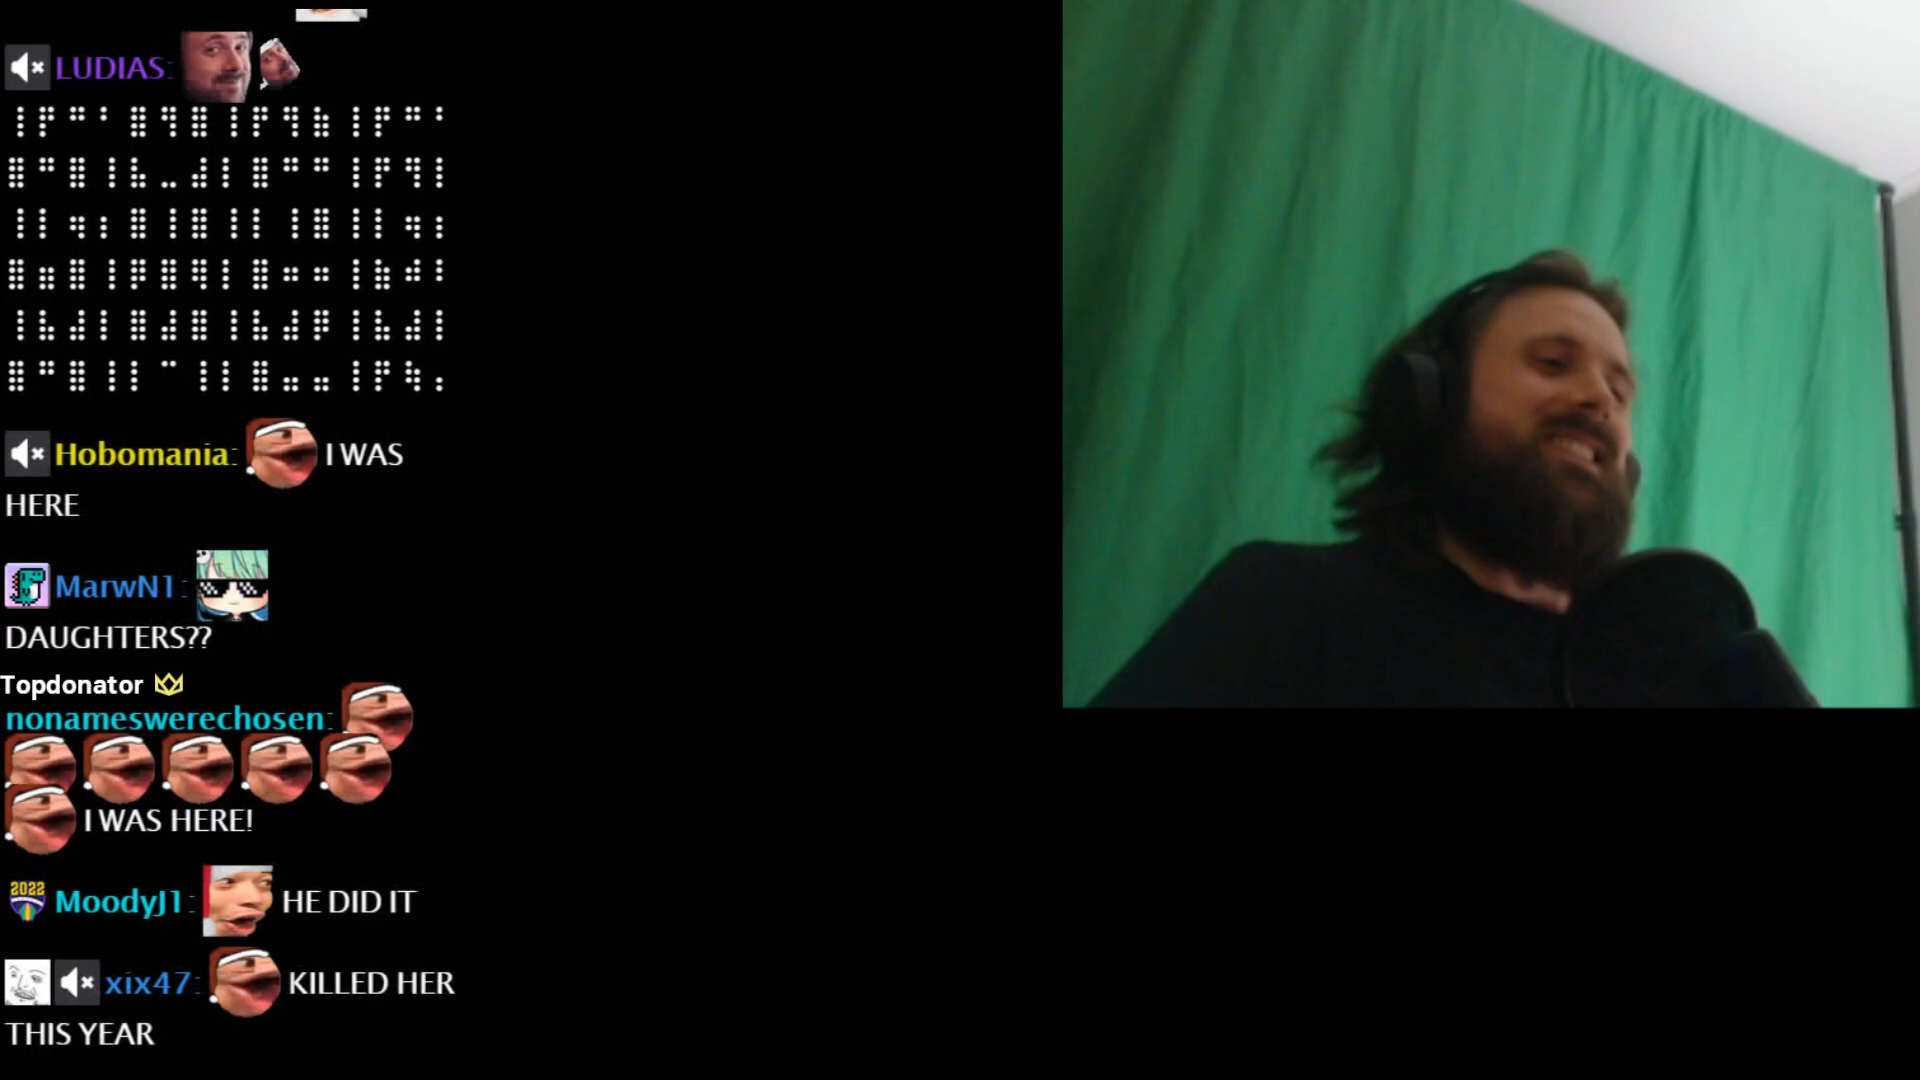 LUDIAS:
Hobomania: I WAS
HERE
MarwN1:
DAUGHTERS??
Topdonator
nonameswerechosen:
I WAS HERE!
2022 MoodyJ1: HE DID IT
xix47: KILLED HER
THIS YEAR